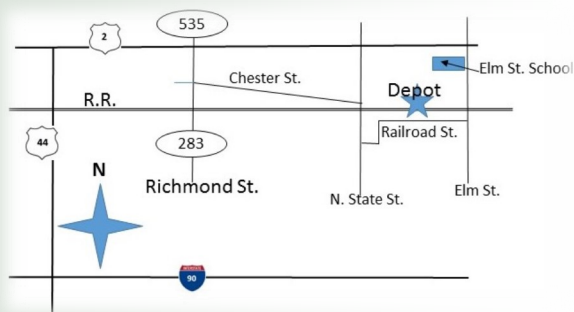 535
2
Elm St. School
Chester St.
Depot
R.R.
Railroad St.
44
283
N
Richmond St.
Elm St.
N. State St.
INTERSTATE
90